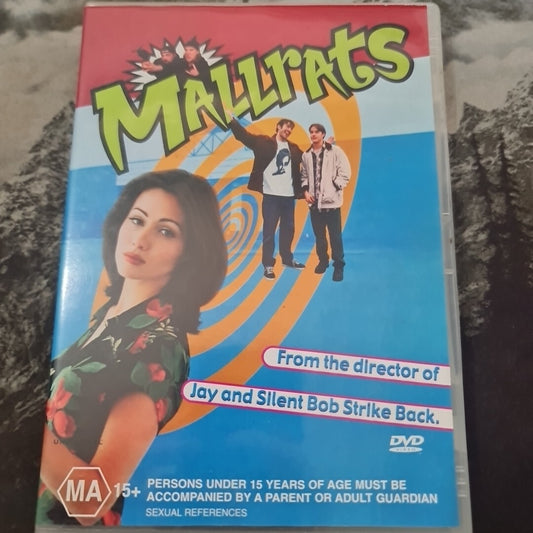 MALLrats
From the director of
Jay and Silent Bob Strike Back.
DVD
VIDEO
MA 15+
PERSONS UNDER 15 YEARS OF AGE MUST BE
ACCOMPANIED BY A PARENT OR ADULT GUARDIAN
SEXUAL REFERENCES